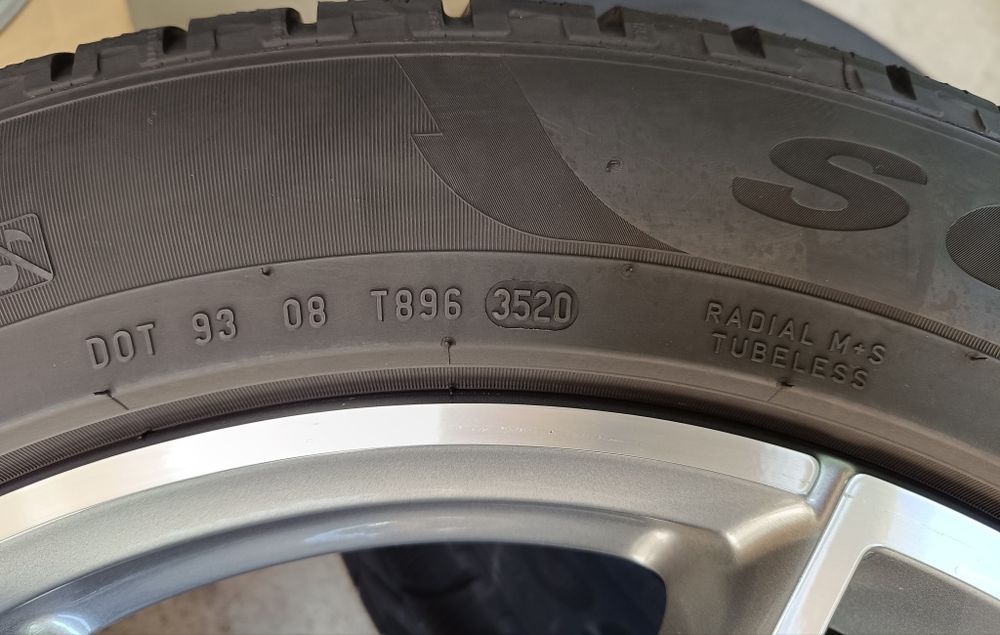 DOT 93 08 T896 3520
RADIAL M+S
TUBELESS
S